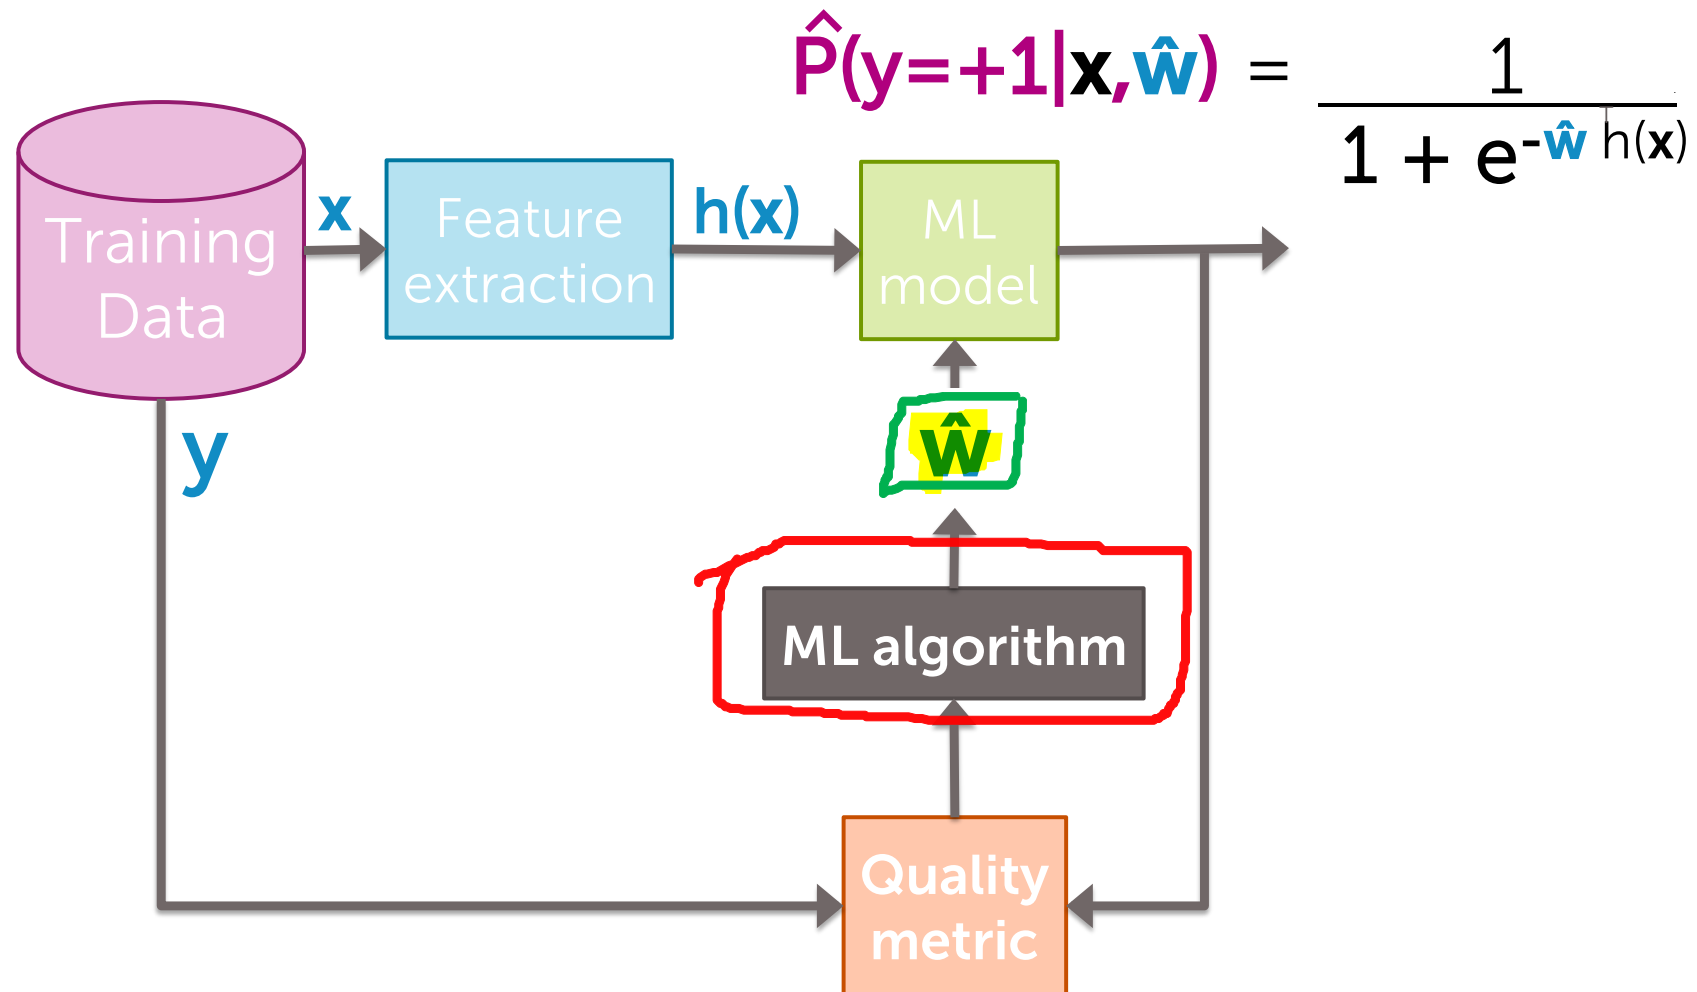 P̂(y=+1|x,ŵ) = 1
1 + e^-ŵ^T h(x)
Training
Data
x
Feature
extraction
h(x)
ML
model
y
ŵ
ML algorithm
Quality
metric